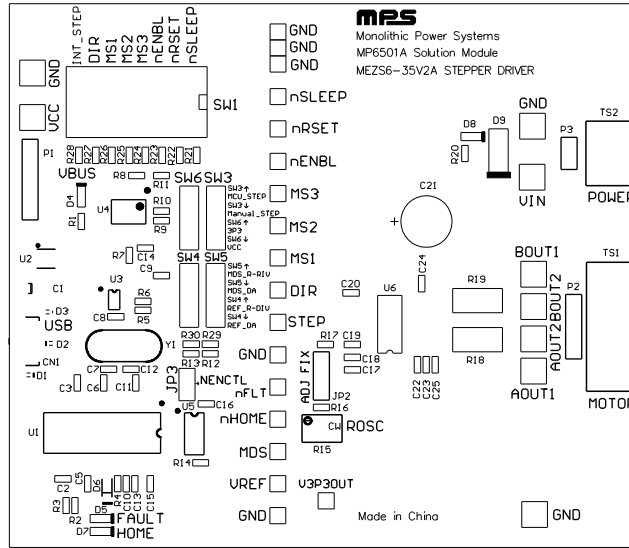 mps
Monolithic Power Systems
MP6501A Solution Module
MEZS6-35V2A STEPPER DRIVER
INT_STEP
DIR
MS1
MS2
MS3
nENBL
nRSET
nSLEEP
GND
VCC
SW1
P1
R28
R27
R26
R25
R24
R23
R22
R21
VBUS
D4
R1
R8
R11
U4
R10
R9
SW6
SW3
SW3↑
MCU_STEP
SW3↓
Manual_STEP
SW6↑
3P3
SW6↓
VCC
U2
R7
C14
C9
SW4
SW5
SW5↑
MDS_R-RIV
SW5↓
MDS_DA
SW4↑
REF_R-DIV
SW4↓
REF_DA
U3
C1
C8
R6
R5
D3
USB
D2
CN1
D1
Y1
R30
R29
R13
R12
C7
C12
C3
C6
C11
JP3
NENCTL
U5
C16
U1
R14
C2
C5
D6
R4
C10
C13
C15
R3
R2
D5
FAULT
D7
HOME
GND
GND
GND
nSLEEP
nRSET
nENBL
MS3
MS2
MS1
DIR
STEP
GND
nFLT
nHOME
MDS
VREF
GND
C21
+
C24
C20
U6
R17
C19
C18
C17
ADJ FIX
JP2
R16
CW
ROSC
R15
C22
C23
C25
V3P3OUT
Made in China
GND
D8
D9
R20
GND
VIN
P3
TS2
POWER
R19
R18
BOUT1
BOUT2
AOUT2
AOUT1
P2
TS1
MOTOR